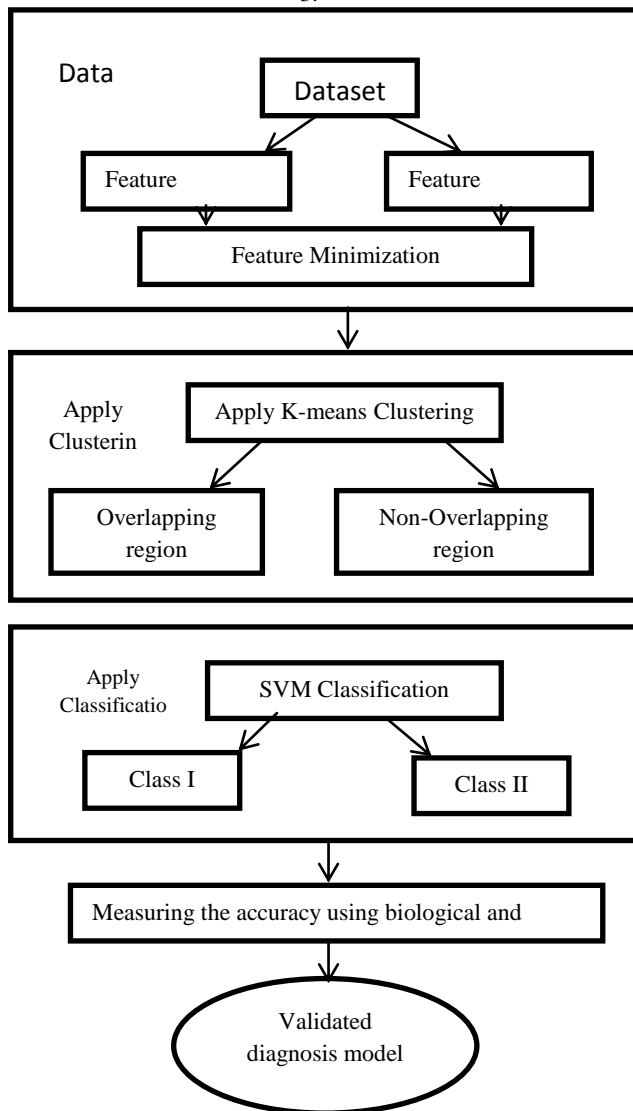 Data
Dataset
Feature
Feature
Feature Minimization
Apply
Clusterin
Apply K-means Clustering
Overlapping
region
Non-Overlapping
region
Apply
Classificatio
SVM Classification
Class I
Class II
Measuring the accuracy using biological and
Validated
diagnosis model